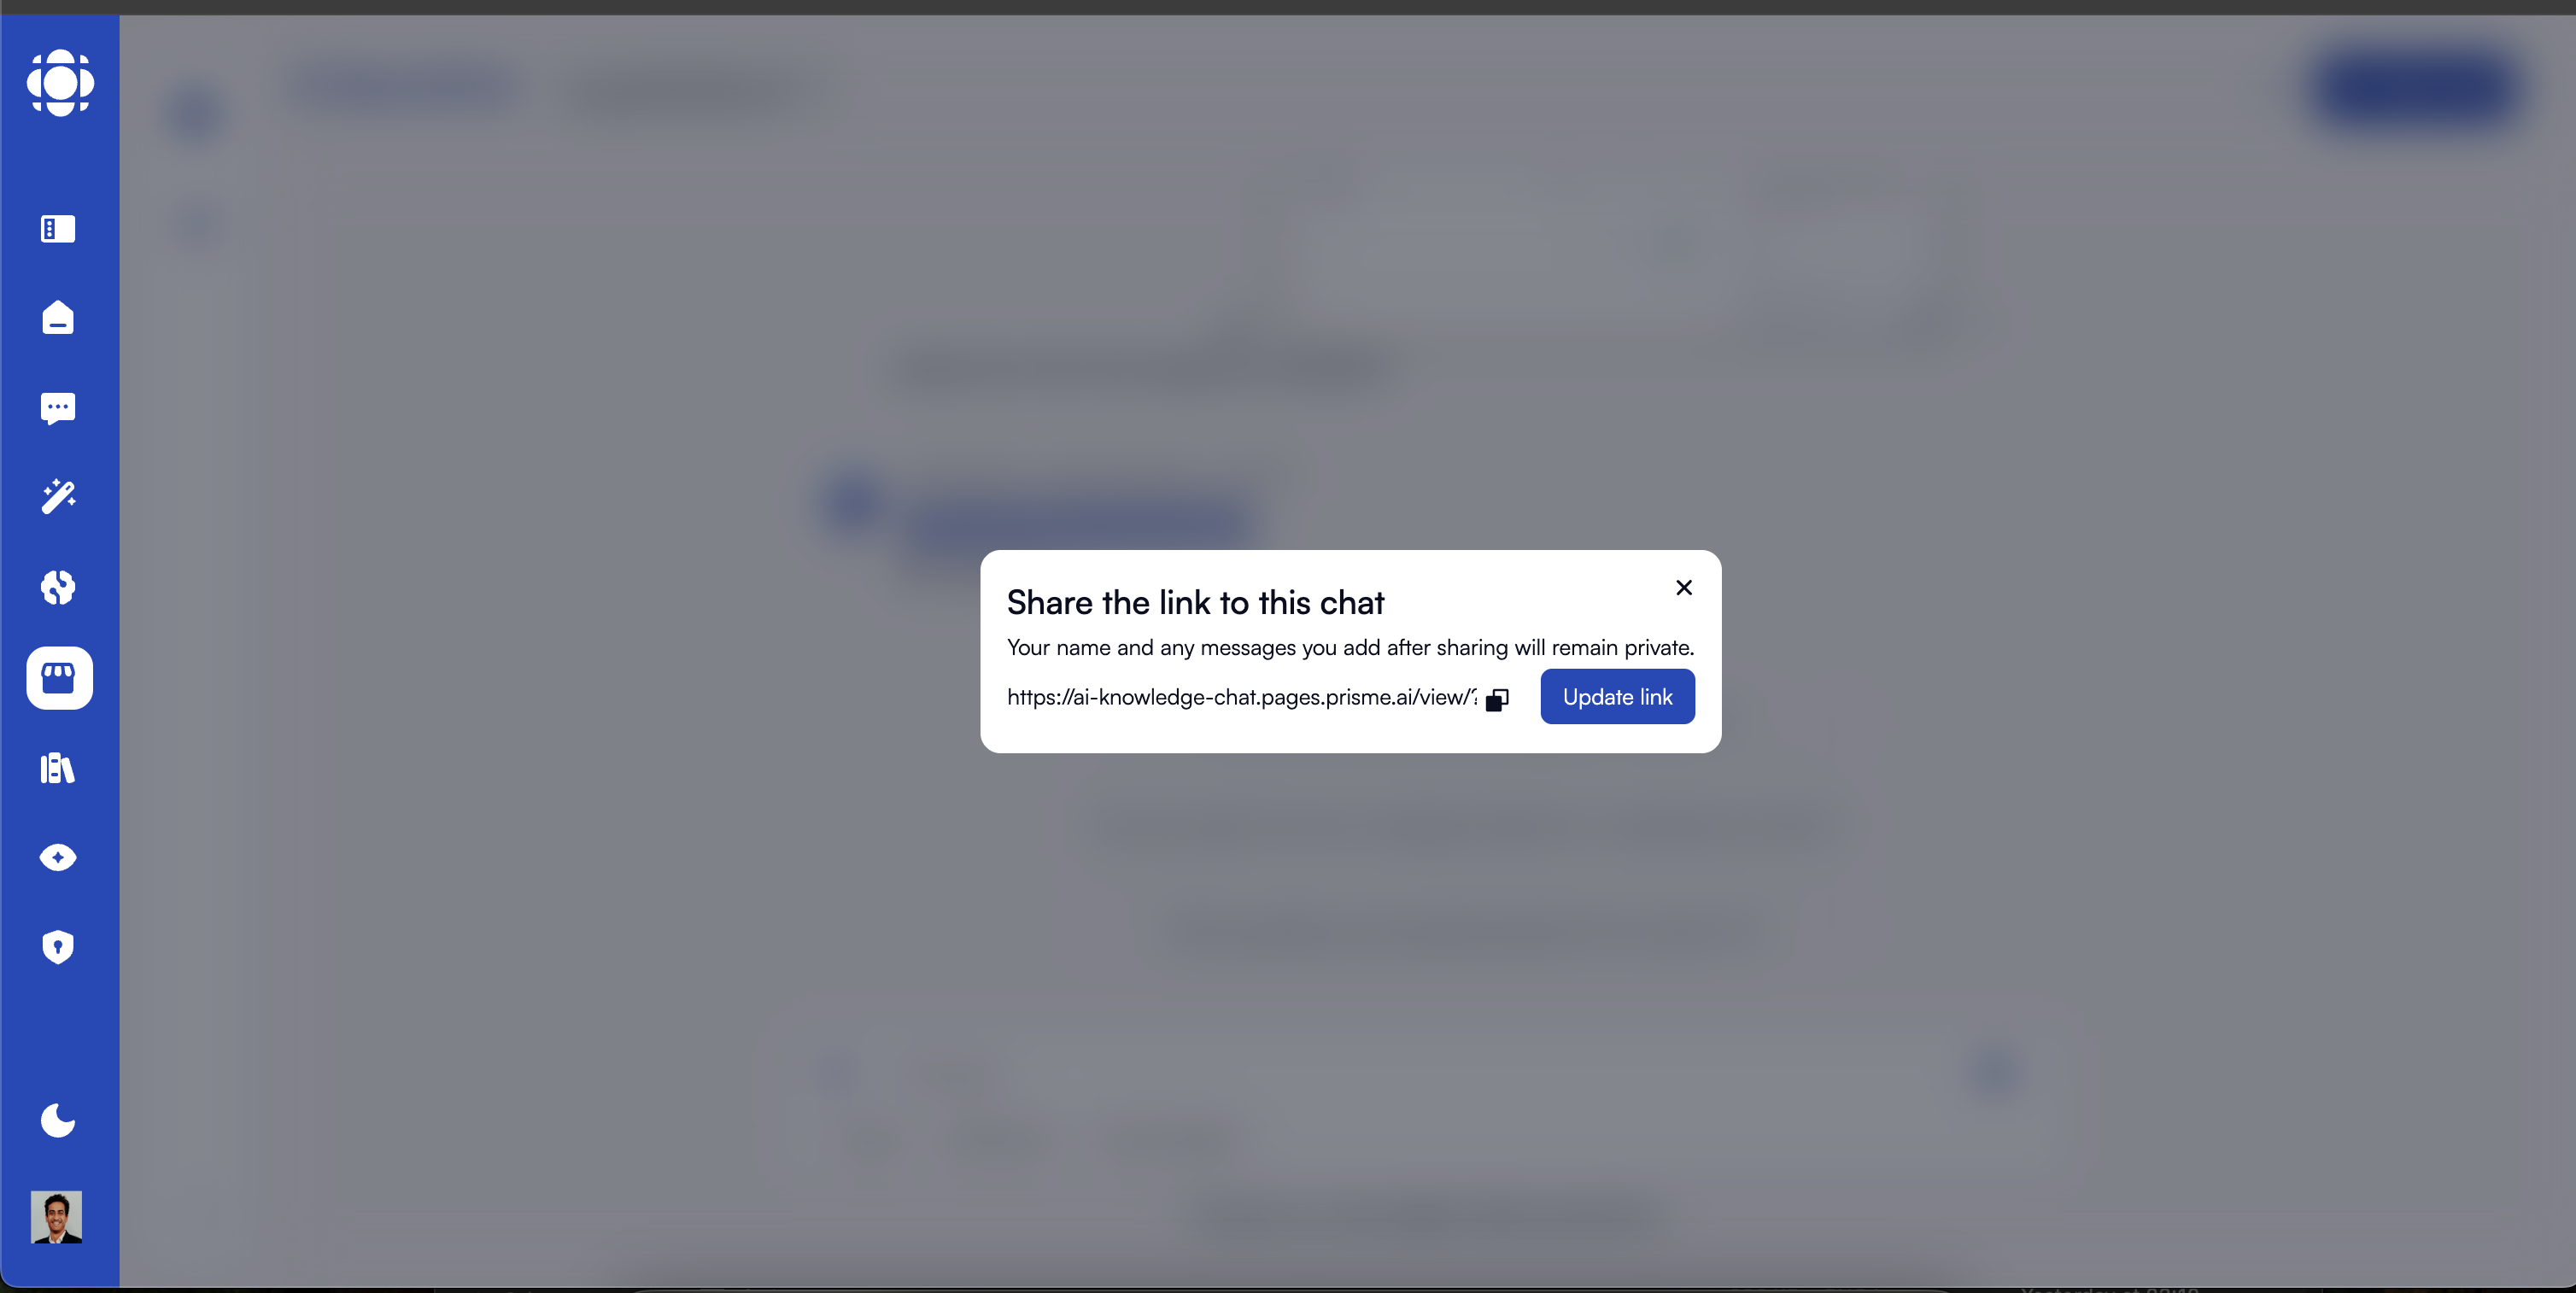 Share the link to this chat
Your name and any messages you add after sharing will remain private.
https://ai-knowledge-chat.pages.prisme.ai/view/?
Update link